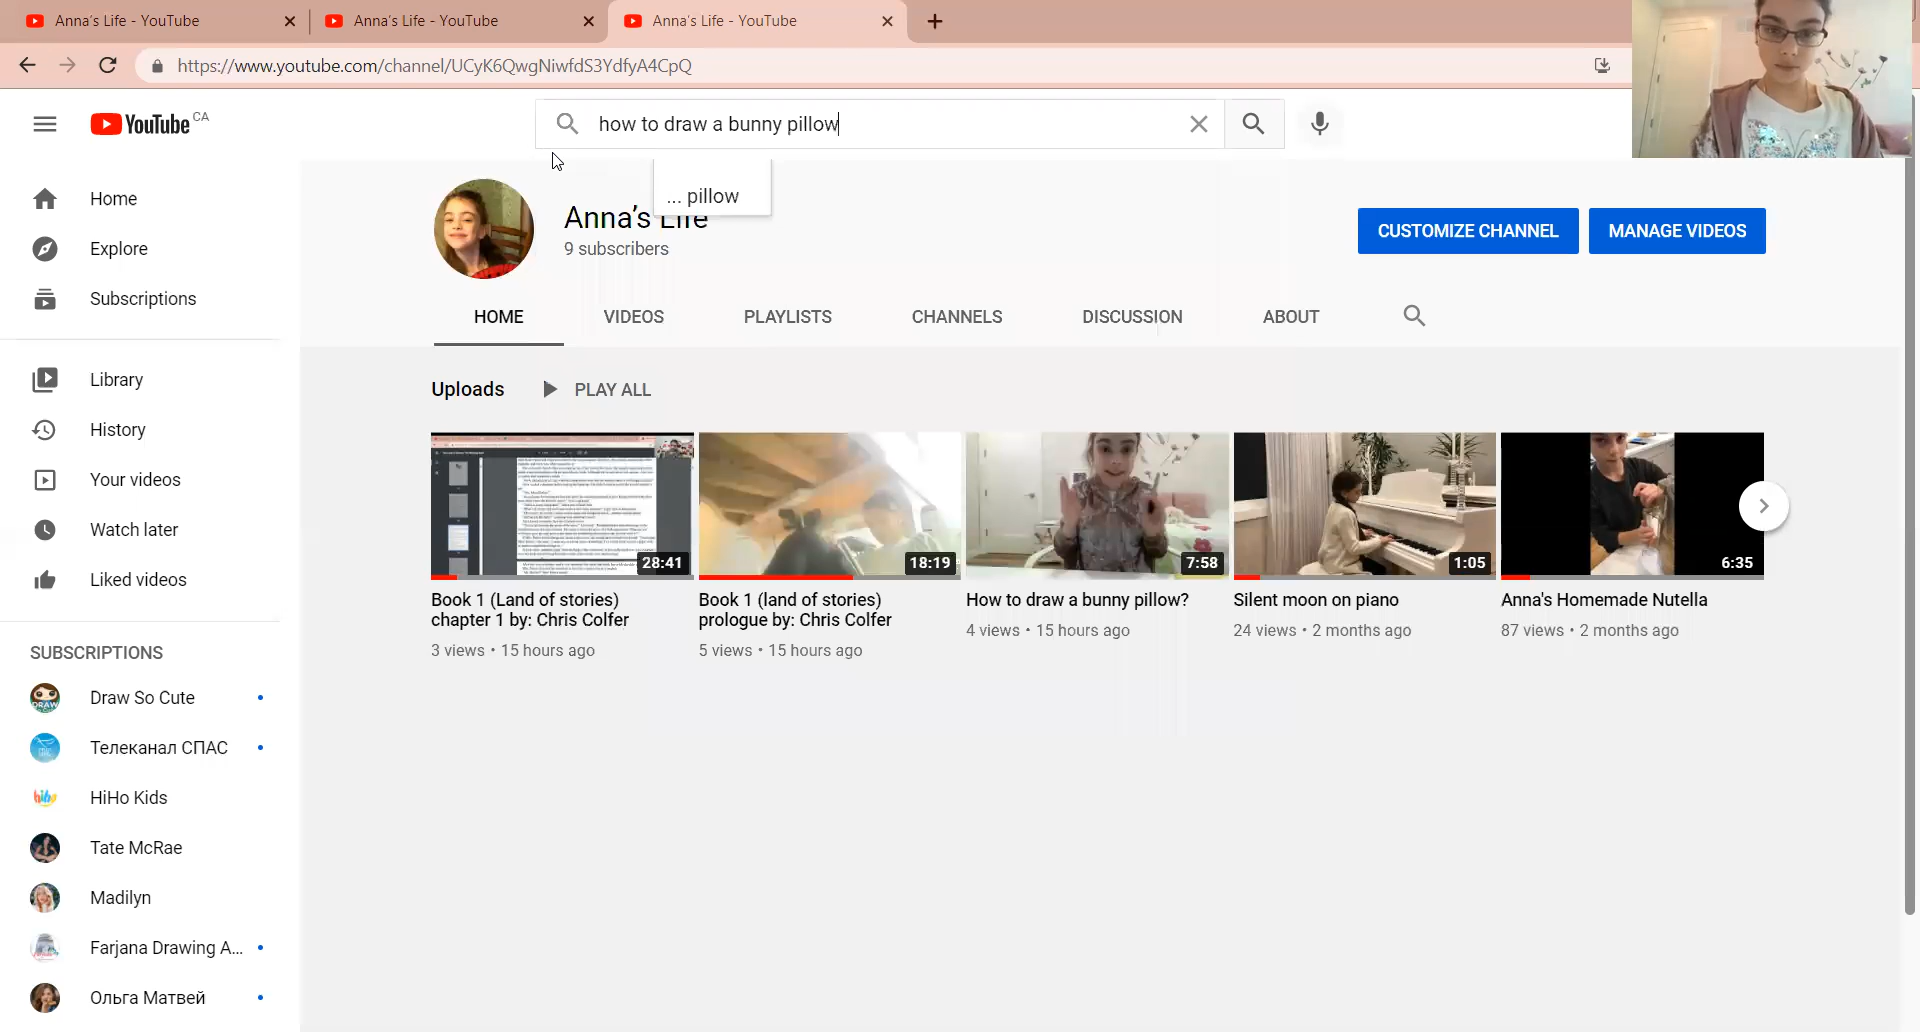 Anna's Life - YouTube
Anna's Life - YouTube
Anna's Life - YouTube
https://www.youtube.com/channel/UCyK6QwgNiwfdS3YdfyA4CpQ
YouTube CA
how to draw a bunny pillow
... pillow
Home
Explore
Subscriptions
Library
History
Your videos
Watch later
Liked videos
SUBSCRIPTIONS
Draw So Cute
Телеканал СПАС
HiHo Kids
Tate McRae
Madilyn
Farjana Drawing A...
Ольга Матвей
Anna's Life
9 subscribers
CUSTOMIZE CHANNEL
MANAGE VIDEOS
HOME
VIDEOS
PLAYLISTS
CHANNELS
DISCUSSION
ABOUT
Uploads
PLAY ALL
28:41
Book 1 (Land of stories)
chapter 1 by: Chris Colfer
3 views • 15 hours ago
18:19
Book 1 (land of stories)
prologue by: Chris Colfer
5 views • 15 hours ago
7:58
How to draw a bunny pillow?
4 views • 15 hours ago
1:05
Silent moon on piano
24 views • 2 months ago
6:35
Anna's Homemade Nutella
87 views • 2 months ago